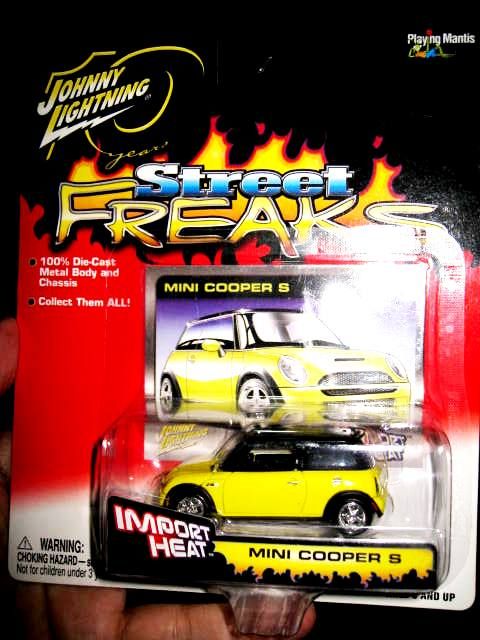 Playing Mantis
JOHNNY
LIGHTNING
10
years
Street
FREAKS
100% Die-Cast
Metal Body and
Chassis
Collect Them ALL!
MINI COOPER S
JOHNNY
LIGHTNING
IMPORT
HEAT
IMPORT
HEAT
MINI COOPER S
WARNING:
CHOKING HAZARD—
Not for children under 3
AND UP